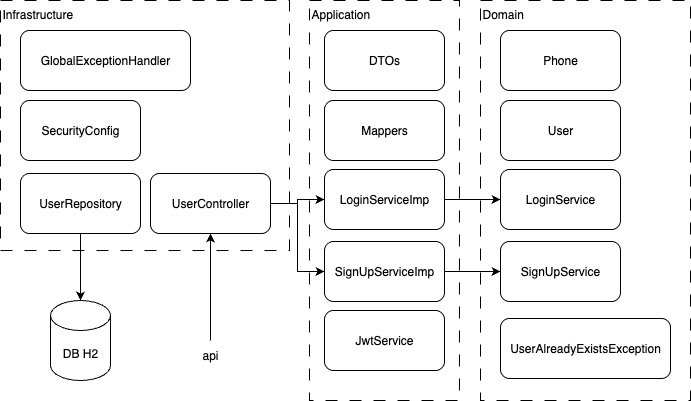 Infrastructure
GlobalExceptionHandler
SecurityConfig
UserRepository
UserController
DB H2
api
Application
DTOs
Mappers
LoginServiceImp
SignUpServiceImp
JwtService
Domain
Phone
User
LoginService
SignUpService
UserAlreadyExistsException